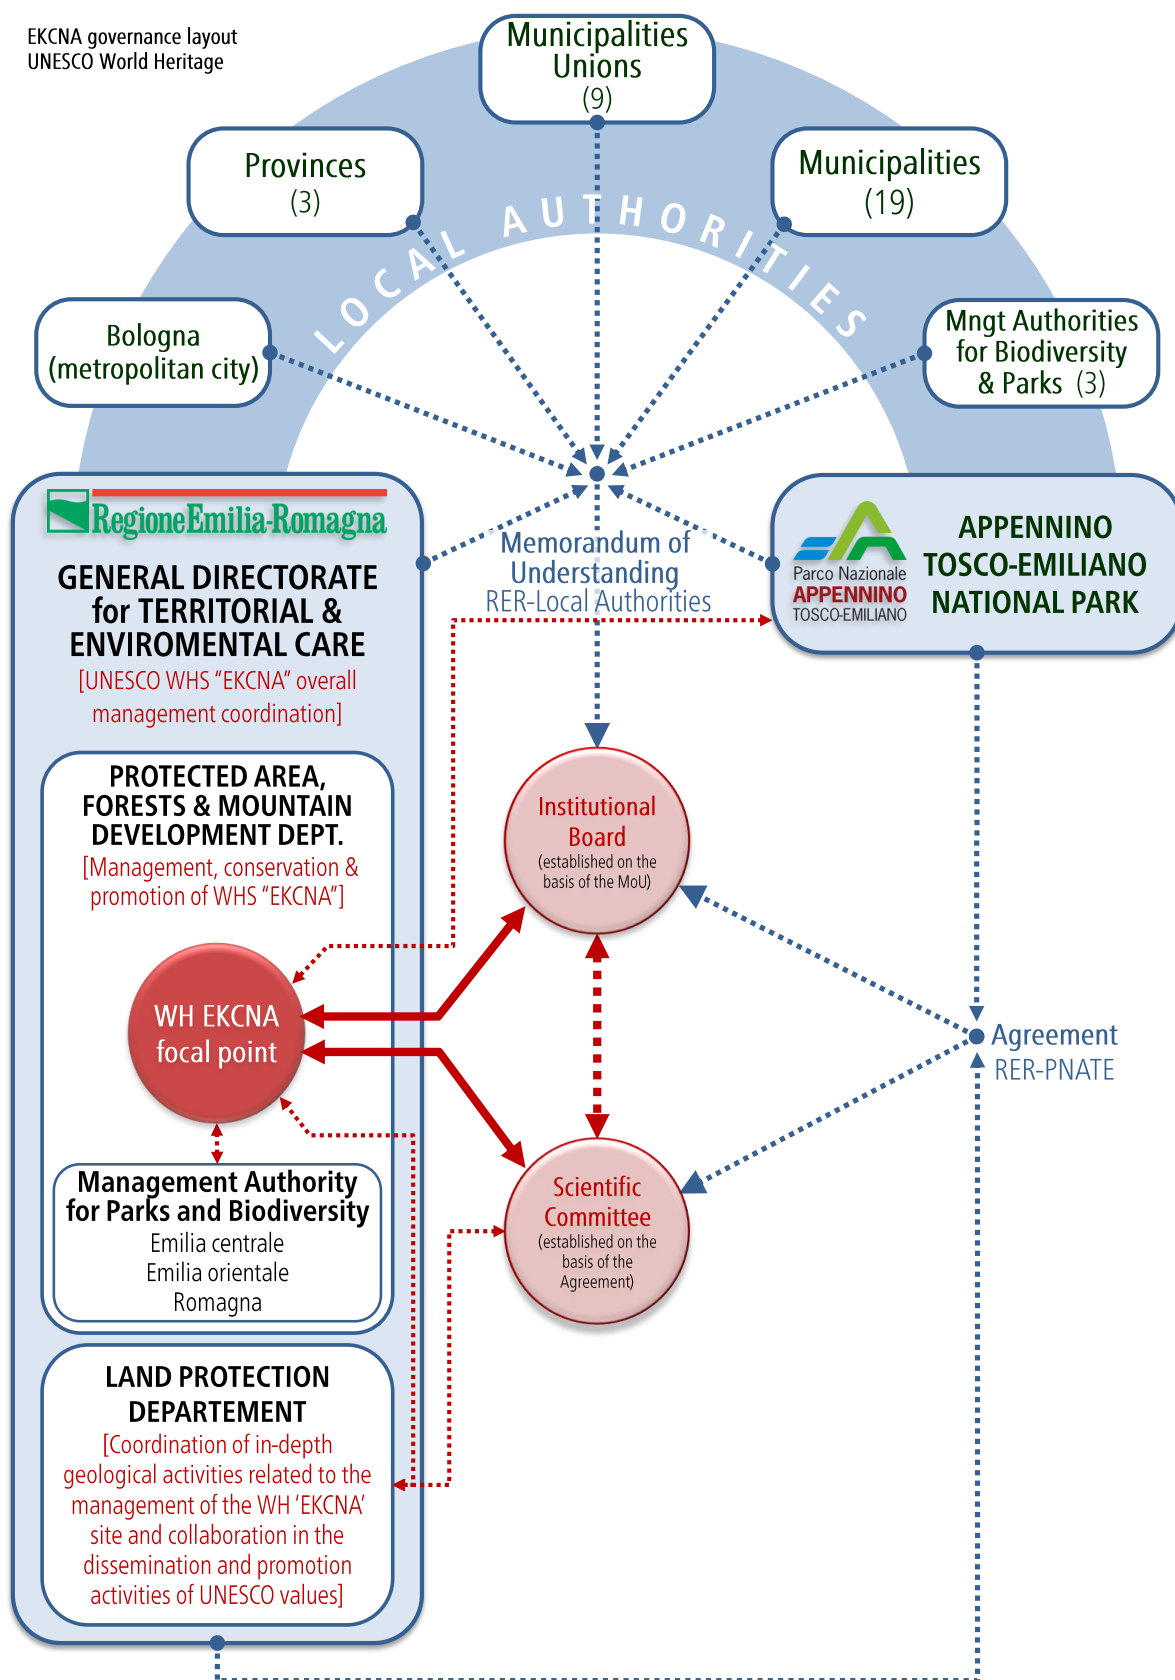 EKCNA governance layout
UNESCO World Heritage
Municipalities
Unions
(9)
Provinces
(3)
Municipalities
(19)
LOCAL AUTHORITIES
Bologna
(metropolitan city)
Mngt Authorities
for Biodiversity
& Parks (3)
RegioneEmilia-Romagna
GENERAL DIRECTORATE
for TERRITORIAL &
ENVIROMENTAL CARE
[UNESCO WHS “EKCNA” overall
management coordination]
Memorandum of
Understanding
RER-Local Authorities
Parco Nazionale
APPENNINO
TOSCO-EMILIANO
APPENNINO
TOSCO-EMILIANO
NATIONAL PARK
PROTECTED AREA,
FORESTS & MOUNTAIN
DEVELOPMENT DEPT.
[Management, conservation &
promotion of WHS “EKCNA”]
Institutional
Board
(established on the
basis of the MoU)
WH EKCNA
focal point
Agreement
RER-PNATE
Management Authority
for Parks and Biodiversity
Emilia centrale
Emilia orientale
Romagna
Scientific
Committee
(established on the
basis of the
Agreement)
LAND PROTECTION
DEPARTEMENT
[Coordination of in-depth
geological activities related to the
management of the WH ‘EKCNA’
site and collaboration in the
dissemination and promotion
activities of UNESCO values]